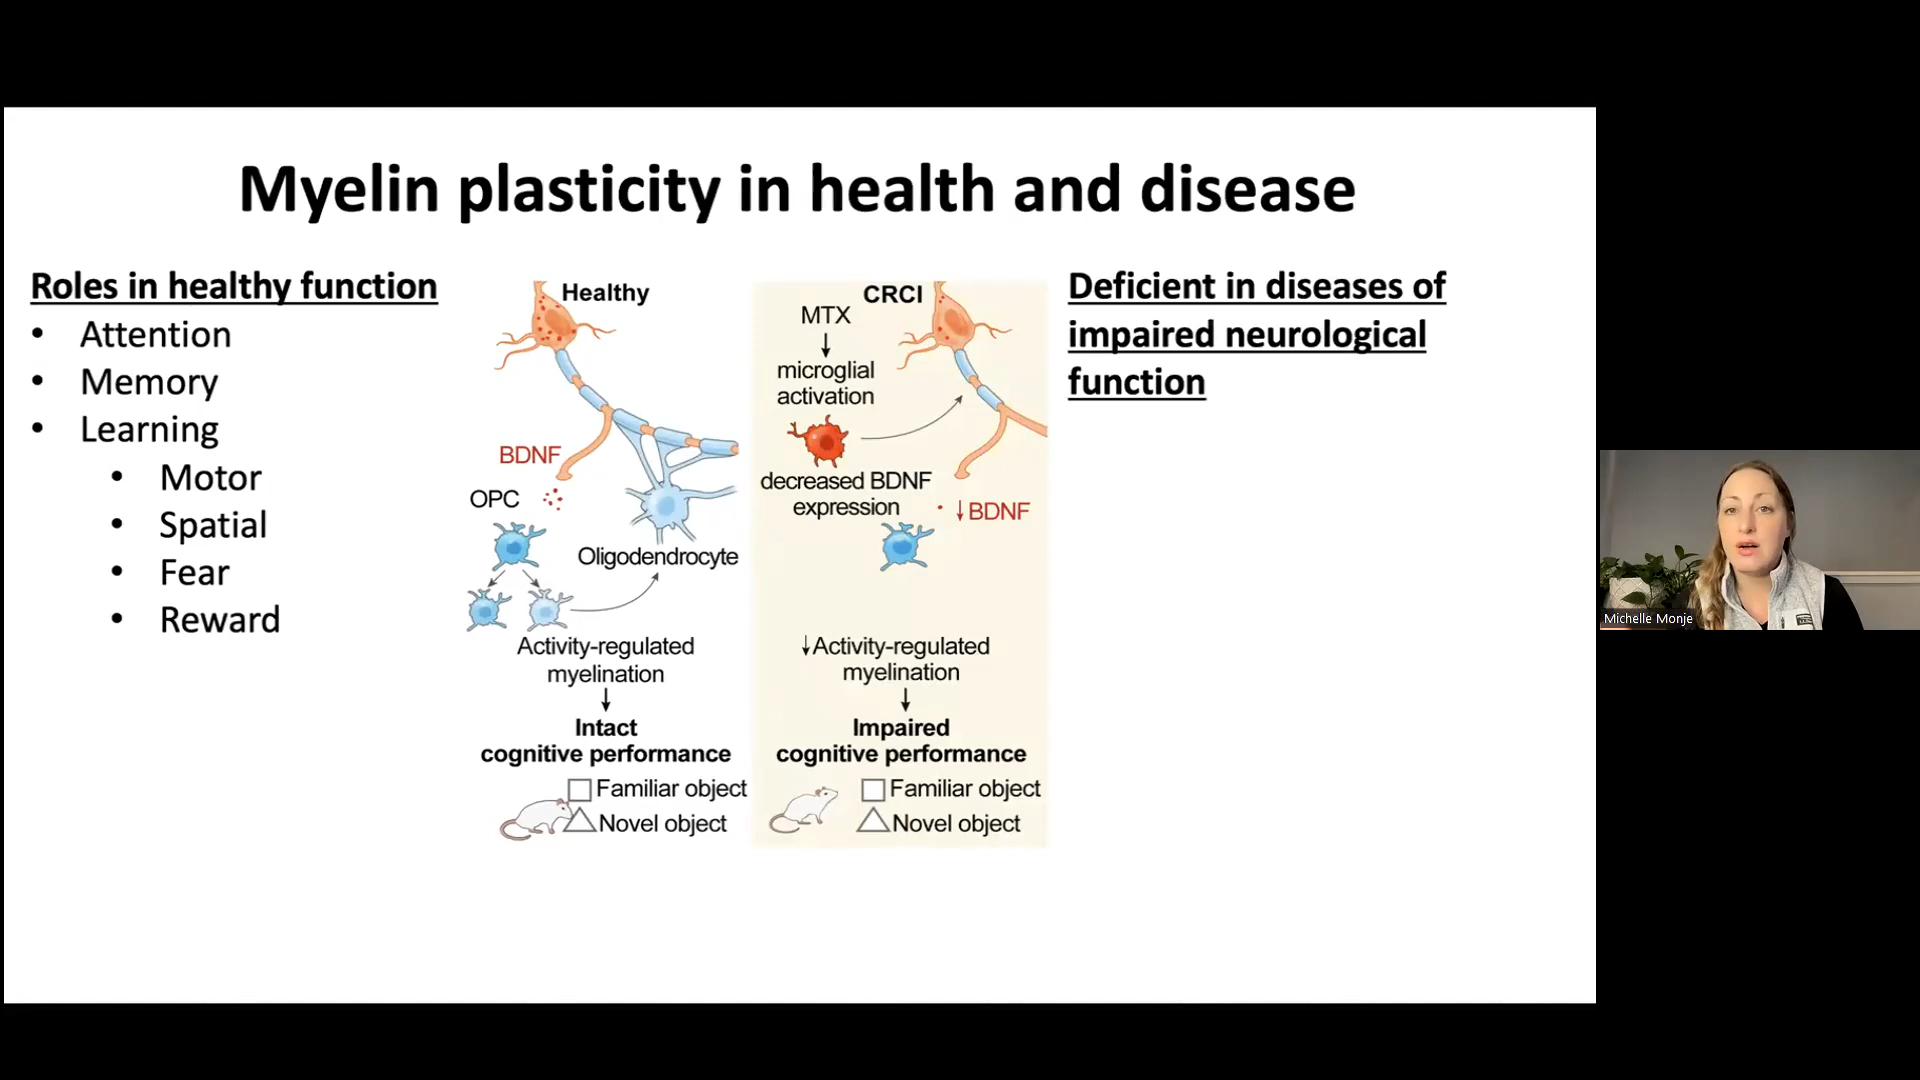 Myelin plasticity in health and disease
Roles in healthy function
• Attention
• Memory
• Learning
• Motor
• Spatial
• Fear
• Reward
Healthy
BDNF
OPC
Oligodendrocyte
Activity-regulated
myelination
Intact
cognitive performance
Familiar object
Novel object
CRCI
MTX
microglial
activation
decreased BDNF
expression
↓BDNF
↓Activity-regulated
myelination
Impaired
cognitive performance
Familiar object
Novel object
Deficient in diseases of
impaired neurological
function
Michelle Monje